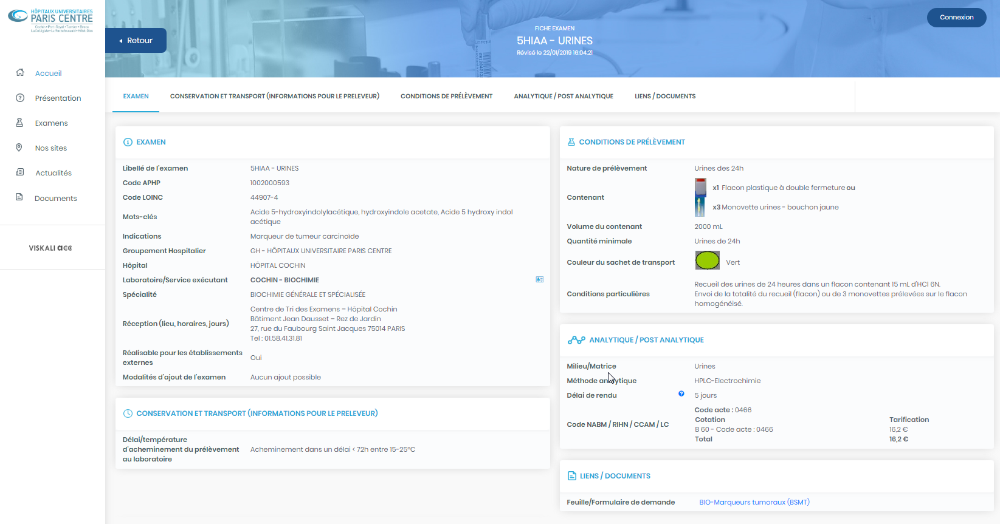 HÔPITAUX UNIVERSITAIRES
PARIS CENTRE
Cochin • Port-Royal • Tarnier • Broca
La Collégiale • La Rochefoucauld • Hôtel-Dieu
Accueil
Présentation
Examens
Nos sites
Actualités
Documents
VISKALI acc
Retour
FICHE EXAMEN
5HIAA - URINES
Révisé le 22/01/2019 16:04:21
Connexion
EXAMEN
CONSERVATION ET TRANSPORT (INFORMATIONS POUR LE PRELEVEUR)
CONDITIONS DE PRÉLÈVEMENT
ANALYTIQUE / POST ANALYTIQUE
LIENS / DOCUMENTS
EXAMEN
Libellé de l'examen 5HIAA - URINES
Code APHP 1002000593
Code LOINC 44907-4
Mots-clés Acide 5-hydroxyindolylacétique, hydroxyindole acetate, Acide 5 hydroxy indol
acétique
Indications Marqueur de tumeur carcinoïde
Groupement Hospitalier GH - HÔPITAUX UNIVERSITAIRE PARIS CENTRE
Hôpital HÔPITAL COCHIN
Laboratoire/Service exécutant COCHIN - BIOCHIMIE
Spécialité BIOCHIMIE GÉNÉRALE ET SPÉCIALISÉE
Réception (lieu, horaires, jours) Centre de Tri des Examens – Hôpital Cochin
Bâtiment Jean Dausset – Rez de Jardin
27, rue du Faubourg Saint Jacques 75014 PARIS
Tel : 01.58.41.31.81
Réalisable pour les établissements
externes Oui
Modalités d'ajout de l'examen Aucun ajout possible
CONSERVATION ET TRANSPORT (INFORMATIONS POUR LE PRELEVEUR)
Délai/température
d'acheminement du prélèvement
au laboratoire Acheminement dans un délai < 72h entre 15-25°C
CONDITIONS DE PRÉLÈVEMENT
Nature de prélèvement Urines des 24h
Contenant x1 Flacon plastique à double fermeture ou
x3 Monovette urines - bouchon jaune
Volume du contenant 2000 mL
Quantité minimale Urines de 24h
Couleur du sachet de transport Vert
Conditions particulières Recueil des urines de 24 heures dans un flacon contenant 15 mL d'HCl 6N.
Envoi de la totalité du recueil (flacon) ou de 3 monovettes prélevées sur le flacon
homogénéisé.
ANALYTIQUE / POST ANALYTIQUE
Milieu/Matrice Urines
Méthode analytique HPLC-Electrochimie
Délai de rendu 5 jours
Code NABM / RIHN / CCAM / LC Code acte : 0466
Cotation Tarification
B 60 - Code acte : 0466 16,2 €
Total 16,2 €
LIENS / DOCUMENTS
Feuille/Formulaire de demande BIO-Marqueurs tumoraux (BSMT)